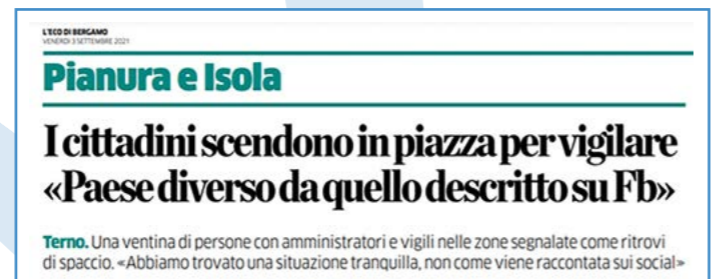 L'ECO DI BERGAMO
VENERDÌ 3 SETTEMBRE 2021
Pianura e Isola
I cittadini scendono in piazza per vigilare
«Paese diverso da quello descritto su Fb»
Terno. Una ventina di persone con amministratori e vigili nelle zone segnalate come ritrovi
di spaccio. «Abbiamo trovato una situazione tranquilla, non come viene raccontata sui social»